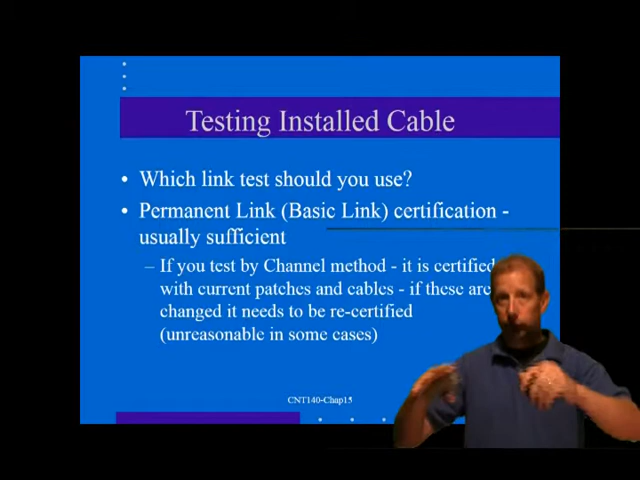 Testing Installed Cable
• Which link test should you use?
• Permanent Link (Basic Link) certification -
usually sufficient
– If you test by Channel method - it is certified
with current patches and cables - if these are
changed it needs to be re-certified
(unreasonable in some cases)
CNT140-Chap15